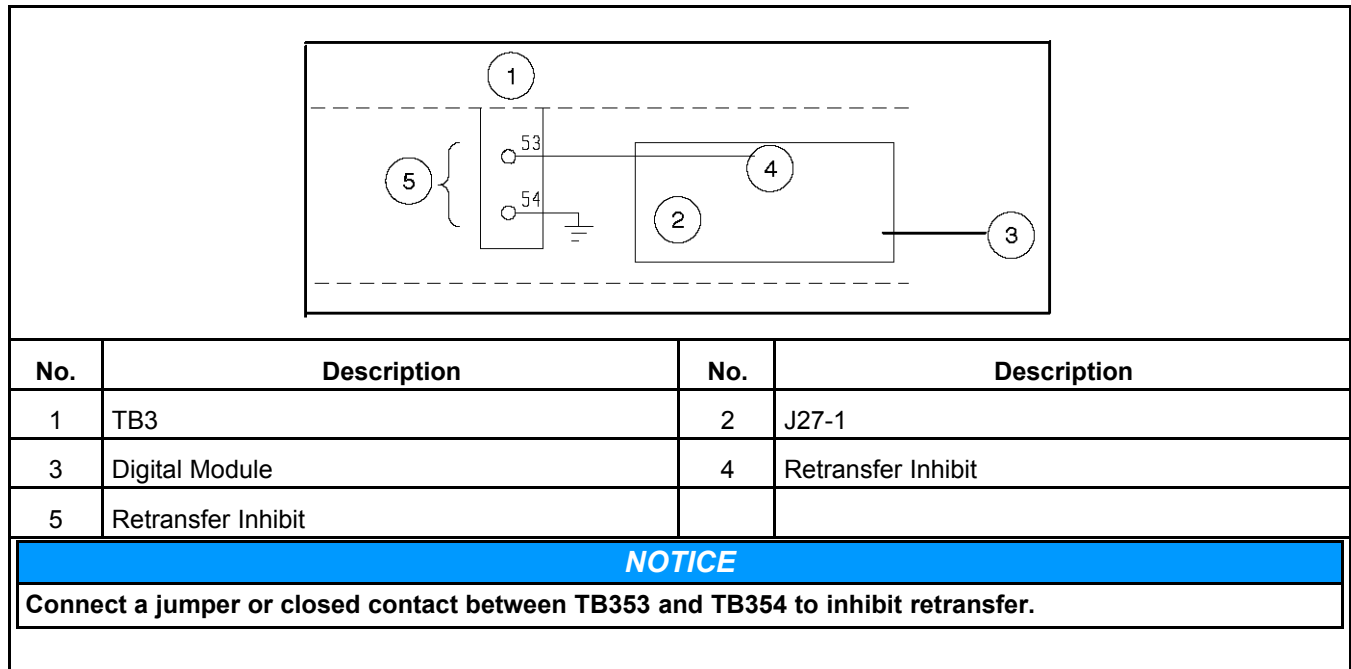 1
53
4
5
54
2
3
No. Description No. Description
1 TB3 2 J27-1
3 Digital Module 4 Retransfer Inhibit
5 Retransfer Inhibit
NOTICE
Connect a jumper or closed contact between TB353 and TB354 to inhibit retransfer.